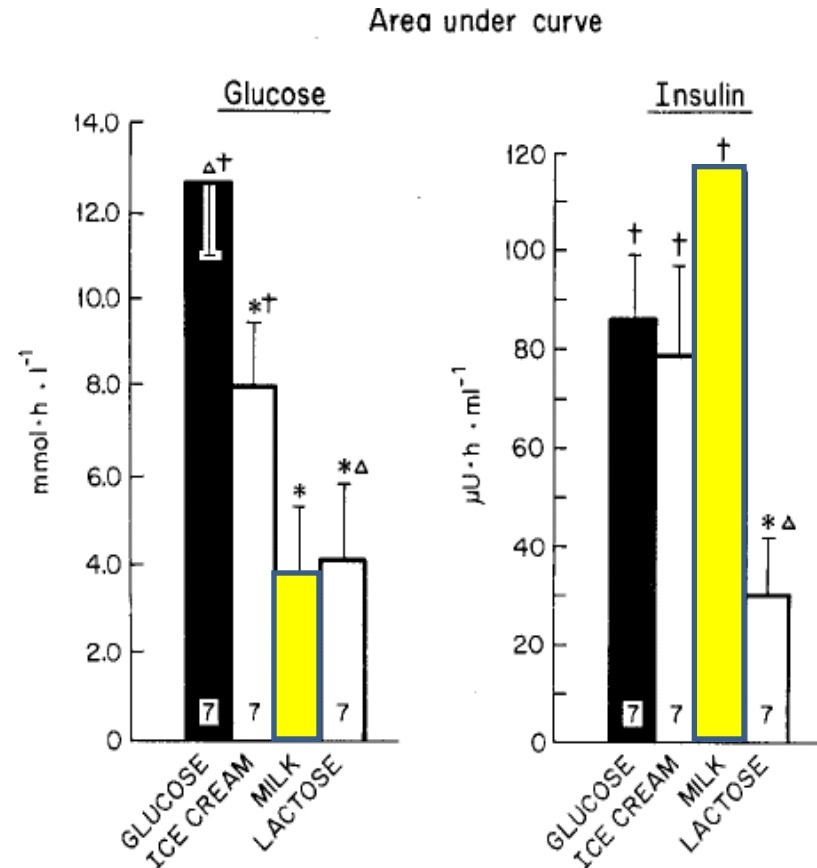 Area under curve
Glucose
14.0
12.0
10.0
8.0
6.0
4.0
2.0
0
mmol·h·l⁻¹
△†
*†
*
*△
7
7
7
GLUCOSE
ICE CREAM
MILK
LACTOSE
Insulin
120
100
80
60
40
20
0
µU·h·ml⁻¹
†
†
†
*△
7
7
7
GLUCOSE
ICE CREAM
MILK
LACTOSE